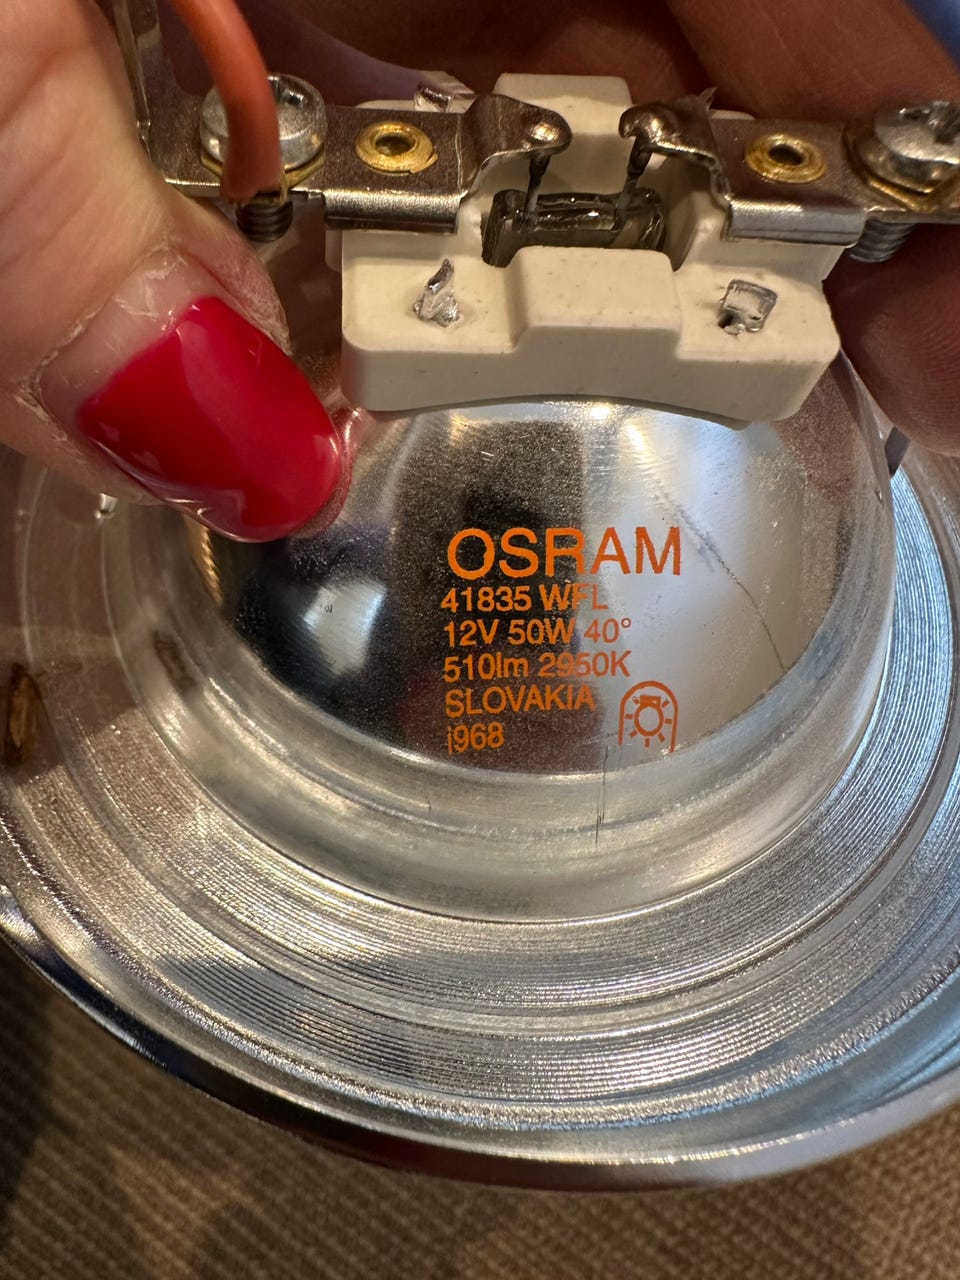 OSRAM
41835 WFL
12V 50W 40°
510lm 2950K
SLOVAKIA
i968